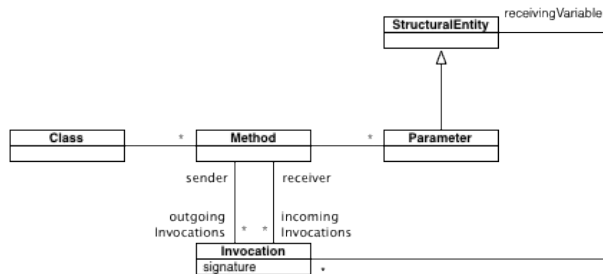 receivingVariable
StructuralEntity
Class
*
Method
*
Parameter
sender
receiver
outgoing
Invocations
*
*
incoming
Invocations
Invocation
signature
*